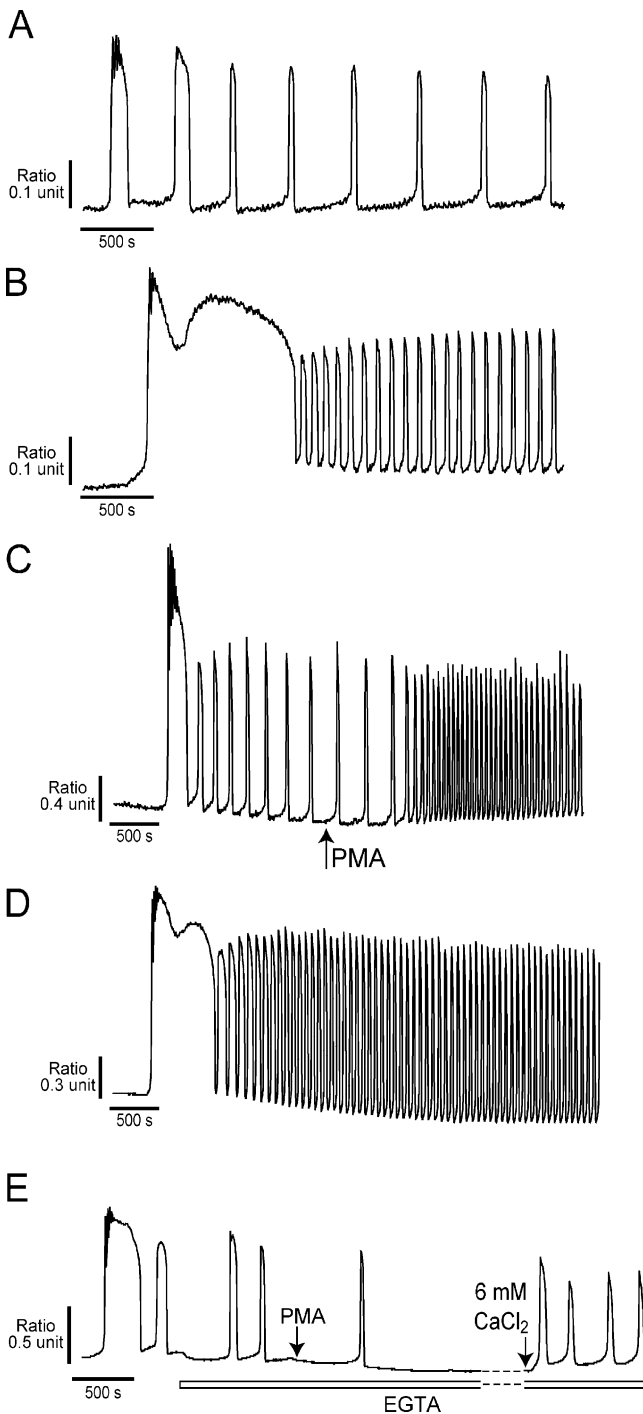 A
Ratio
0.1 unit
500 s
B
Ratio
0.1 unit
500 s
C
Ratio
0.4 unit
500 s
PMA
D
Ratio
0.3 unit
500 s
E
Ratio
0.5 unit
500 s
PMA
6 mM
CaCl₂
EGTA